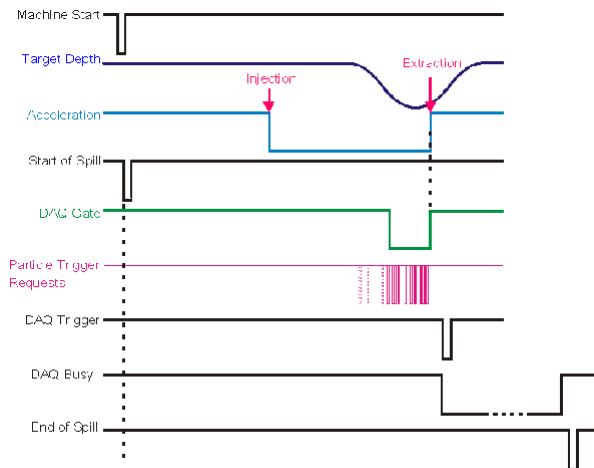 Machine Start
Target Depth
Extraction
Injection
Acceleration
Start of Spill
DAQ Gate
Particle Trigger
Requests
DAQ Trigger
DAQ Busy
End of Spill